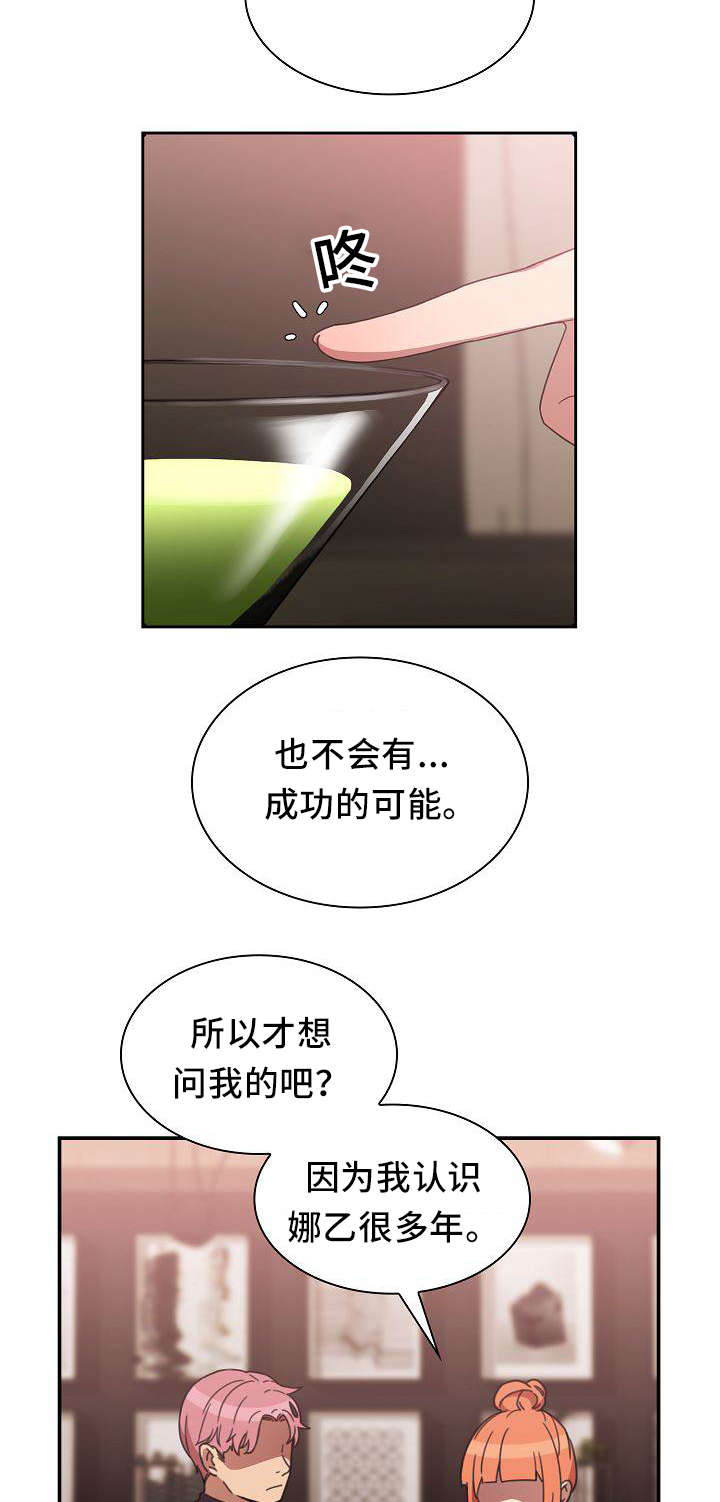 咚
也不会有...
成功的可能。
所以才想
问我的吧？
因为我认识
娜乙很多年。